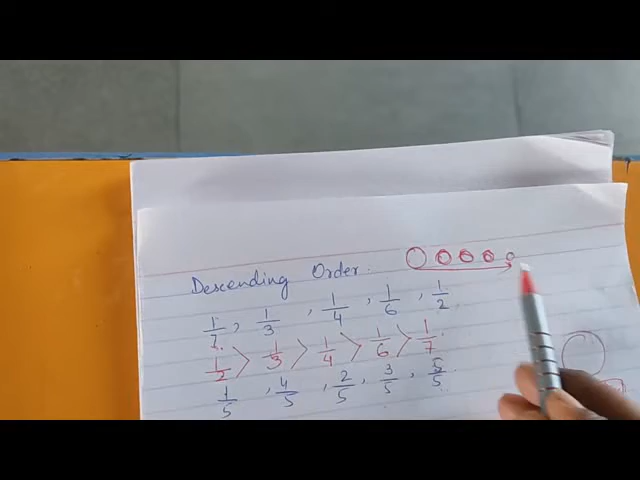 Descending Order.
1/7, 1/3, 1/4, 1/6, 1/2
1/2 > 1/3 > 1/4 > 1/6 > 1/7
1/5, 4/5, 2/5, 3/5, 5/5